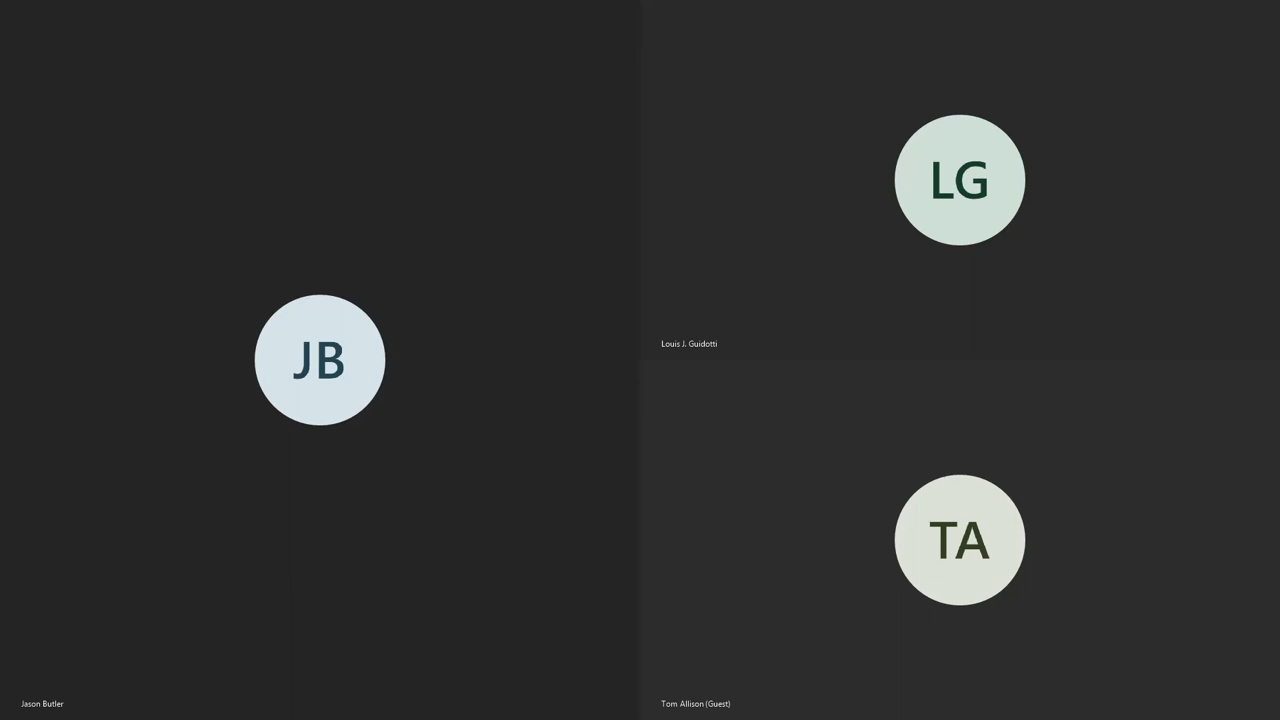 JB
Jason Butler
LG
Louis J. Guidotti
TA
Tom Allison (Guest)